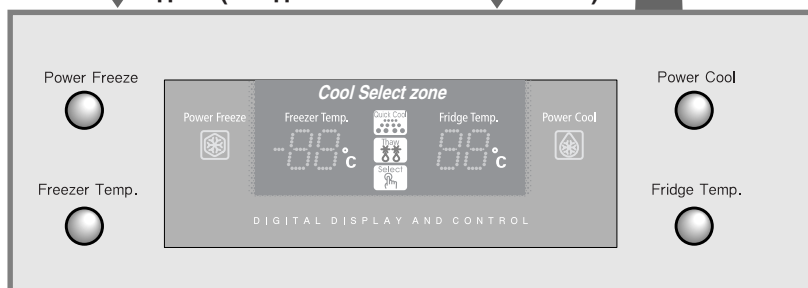 Power Freeze
Power Cool
Cool Select zone
Power Freeze
Freezer Temp.
Quick Cool
Fridge Temp.
Power Cool
-88°C
Thaw
88°C
Select
Freezer Temp.
Fridge Temp.
DIGITAL DISPLAY AND CONTROL